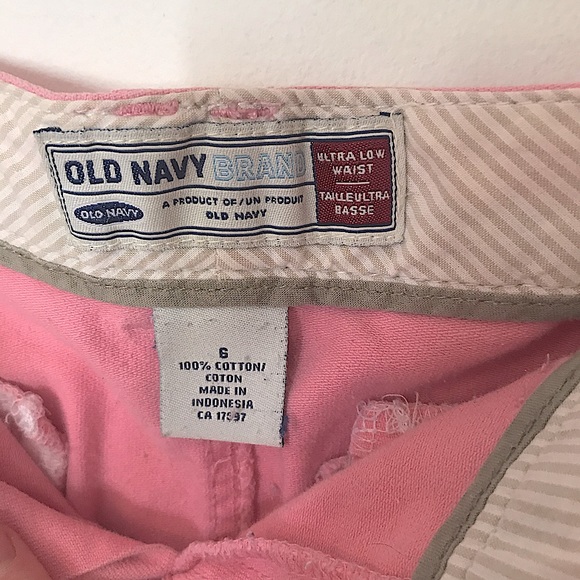 OLD NAVY BRAND
OLD NAVY
A PRODUCT OF/UN PRODUIT
OLD NAVY
ULTRA LOW
WAIST
TAILLE ULTRA
BASSE
6
100% COTTON/
COTON
MADE IN
INDONESIA
CA 17897